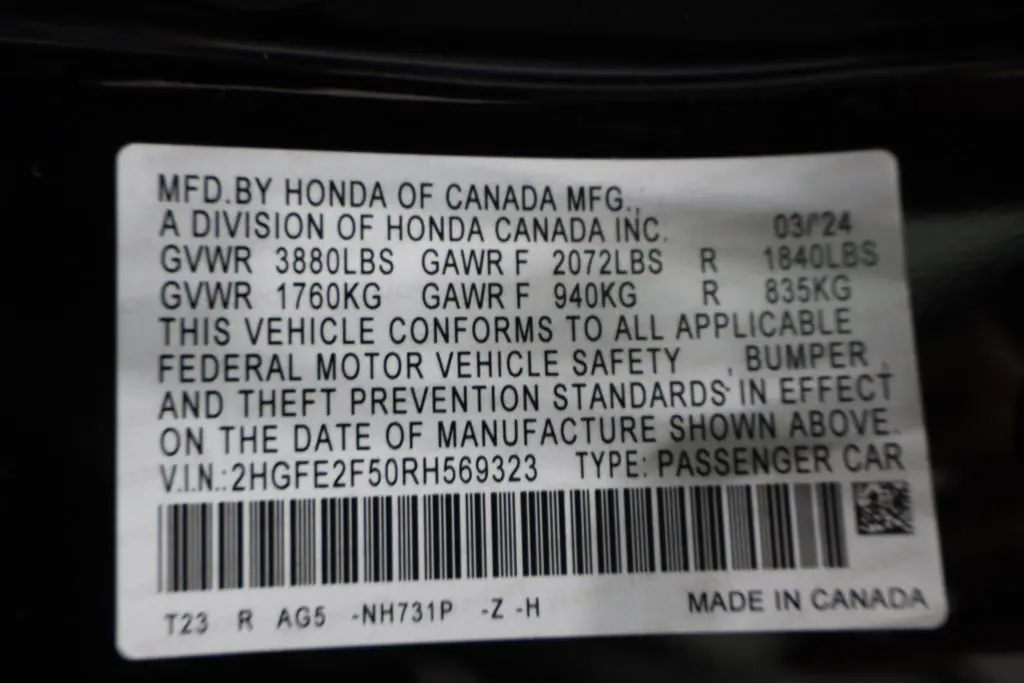 MFD.BY HONDA OF CANADA MFG.,
A DIVISION OF HONDA CANADA INC. 03/'24
GVWR 3880LBS GAWR F 2072LBS R 1840LBS
GVWR 1760KG GAWR F 940KG R 835KG
THIS VEHICLE CONFORMS TO ALL APPLICABLE
FEDERAL MOTOR VEHICLE SAFETY , BUMPER ,
AND THEFT PREVENTION STANDARDS IN EFFECT
ON THE DATE OF MANUFACTURE SHOWN ABOVE.
V.I.N.:2HGFE2F50RH569323 TYPE: PASSENGER CAR
T23 R AG5 -NH731P -Z -H MADE IN CANADA